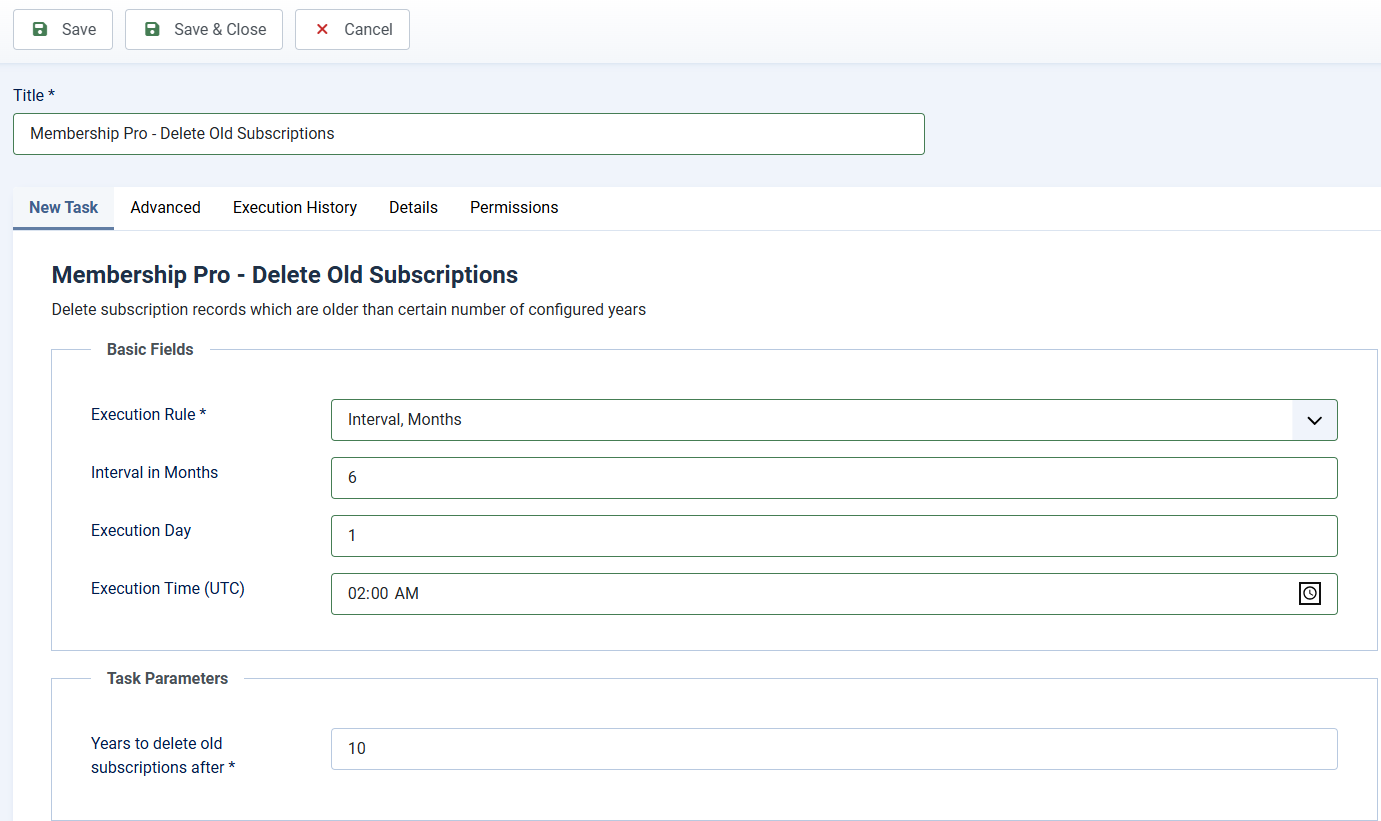 Save
Save & Close
Cancel
Title *
Membership Pro - Delete Old Subscriptions
New Task
Advanced
Execution History
Details
Permissions
Membership Pro - Delete Old Subscriptions
Delete subscription records which are older than certain number of configured years
Basic Fields
Execution Rule *
Interval, Months
Interval in Months
6
Execution Day
1
Execution Time (UTC)
02:00 AM
Task Parameters
Years to delete old
subscriptions after *
10